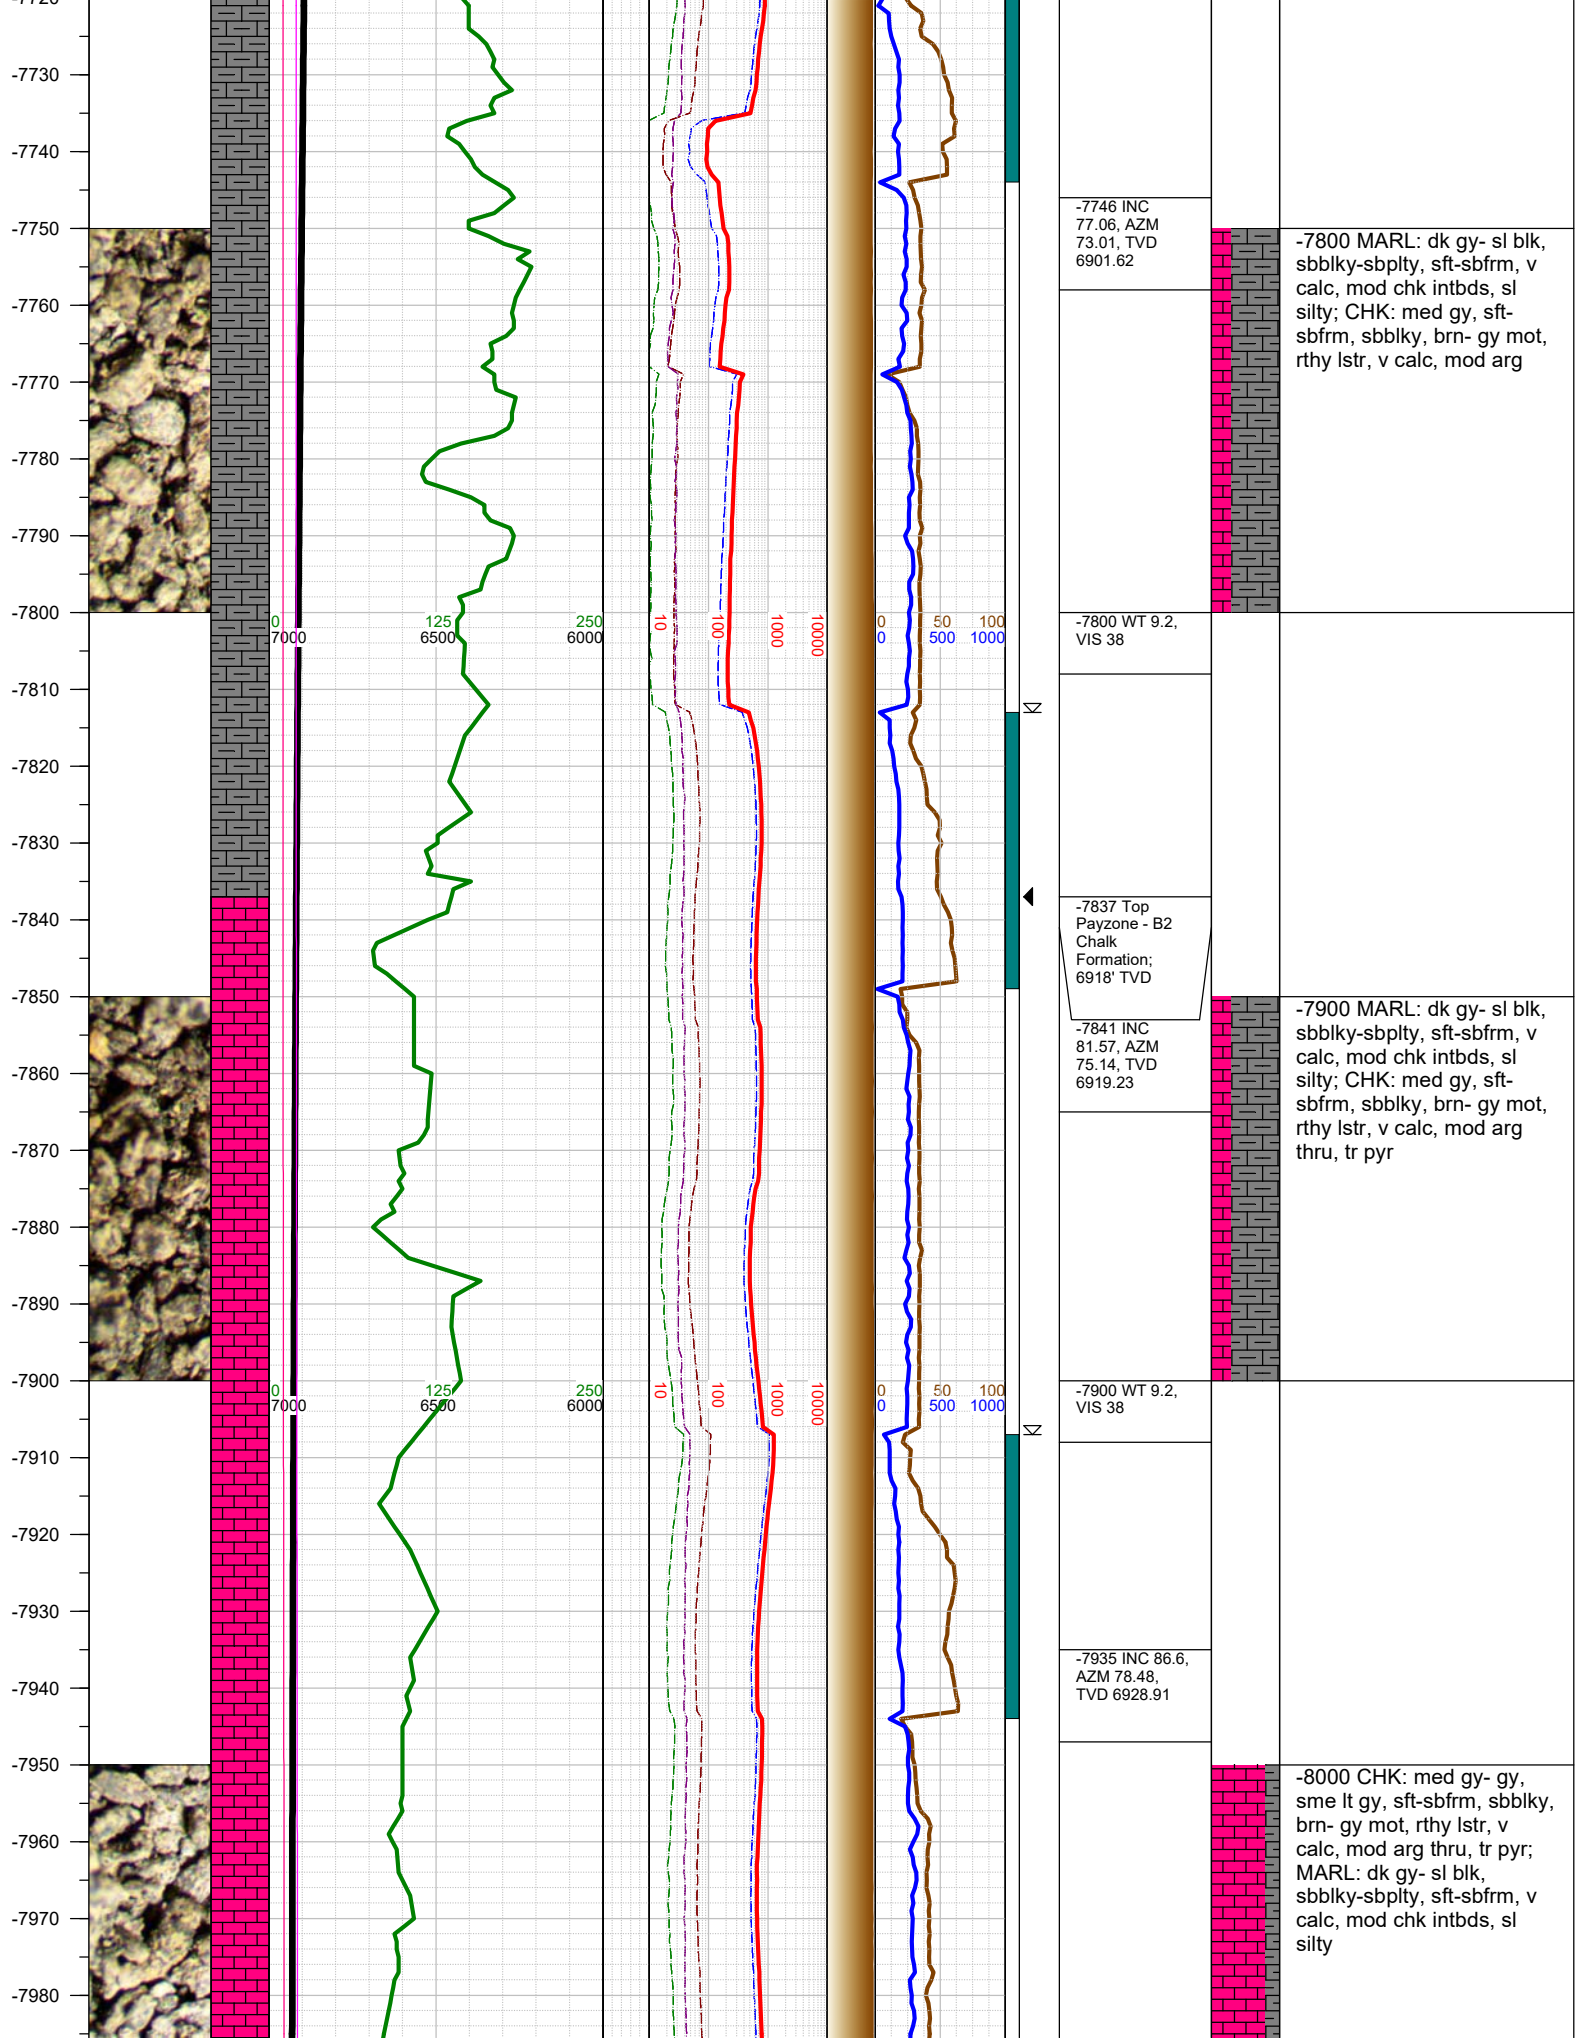 -7720
-7730
-7740
-7746 INC
77.06, AZM
73.01, TVD
6901.62
-7750
-7800 MARL: dk gy- sl blk,
sbblky-sbplty, sft-sbfrm, v
calc, mod chk intbds, sl
silty; CHK: med gy, sft-
sbfrm, sbblky, brn- gy mot,
rthy lstr, v calc, mod arg
-7760
-7770
-7780
-7790
-7800
0 125 250 10 100 1000 10000 0 50 100
7000 6500 6000 0 500 1000
-7800 WT 9.2,
VIS 38
-7810
-7820
-7830
-7840
-7837 Top
Payzone - B2
Chalk
Formation;
6918' TVD
-7850
-7841 INC
81.57, AZM
75.14, TVD
6919.23
-7900 MARL: dk gy- sl blk,
sbblky-sbplty, sft-sbfrm, v
calc, mod chk intbds, sl
silty; CHK: med gy, sft-
sbfrm, sbblky, brn- gy mot,
rthy lstr, v calc, mod arg
thru, tr pyr
-7860
-7870
-7880
-7890
-7900
0 125 250 10 100 1000 10000 0 50 100
7000 6500 6000 0 500 1000
-7900 WT 9.2,
VIS 38
-7910
-7920
-7930
-7935 INC 86.6,
AZM 78.48,
TVD 6928.91
-7940
-7950
-8000 CHK: med gy- gy,
sme lt gy, sft-sbfrm, sbblky,
brn- gy mot, rthy lstr, v
calc, mod arg thru, tr pyr;
MARL: dk gy- sl blk,
sbblky-sbplty, sft-sbfrm, v
calc, mod chk intbds, sl
silty
-7960
-7970
-7980